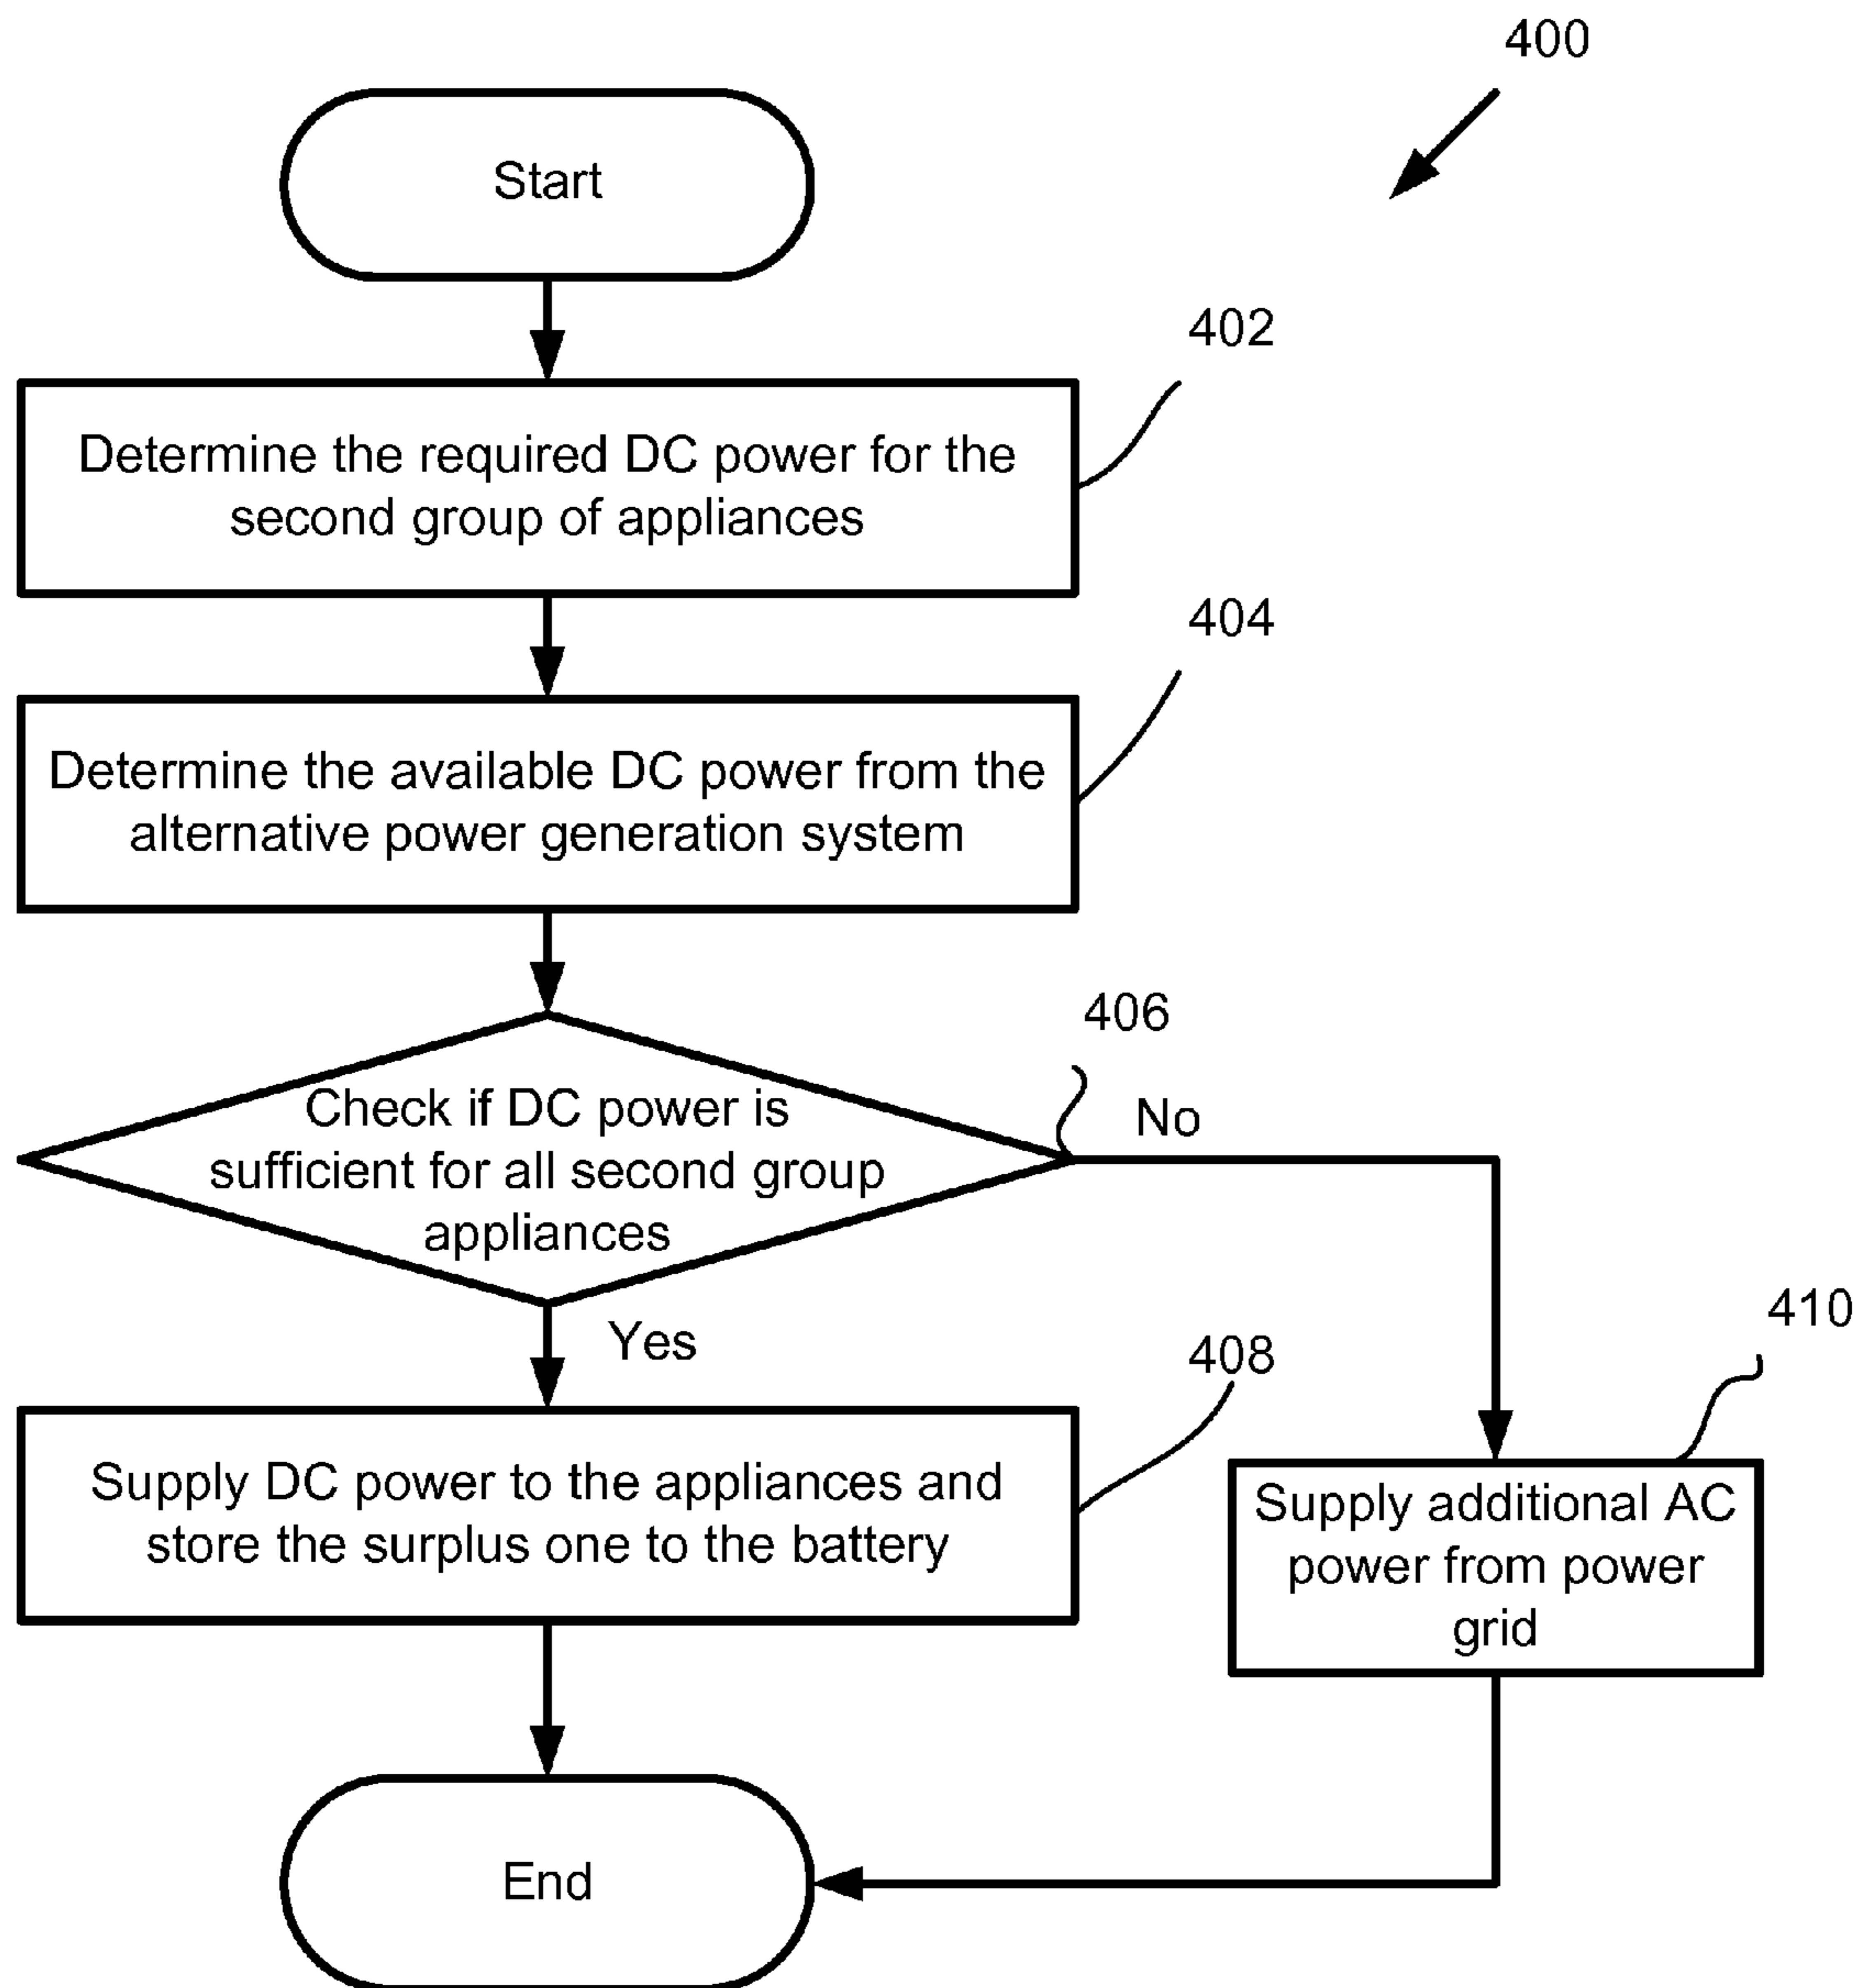 400
Start
402
Determine the required DC power for the
second group of appliances
404
Determine the available DC power from the
alternative power generation system
406
Check if DC power is
sufficient for all second group
appliances
No
Yes
408
410
Supply DC power to the appliances and
store the surplus one to the battery
Supply additional AC
power from power
grid
End